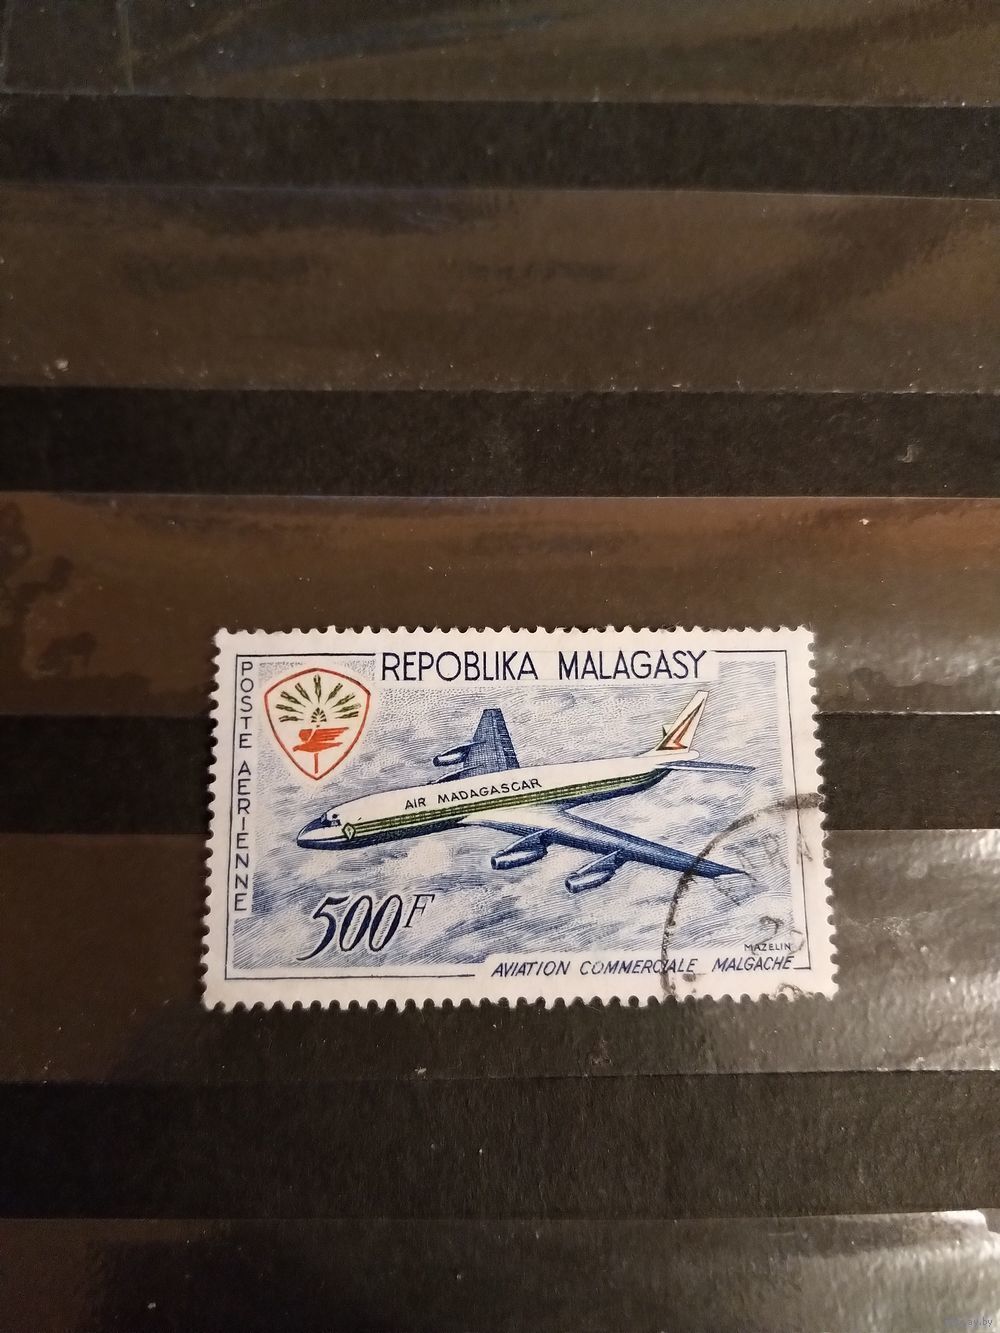 REPOBLIKA MALAGASY
POSTE AERIENNE
AIR MADAGASCAR
500F
MAZELIN
AVIATION COMMERCIALE MALGACHE